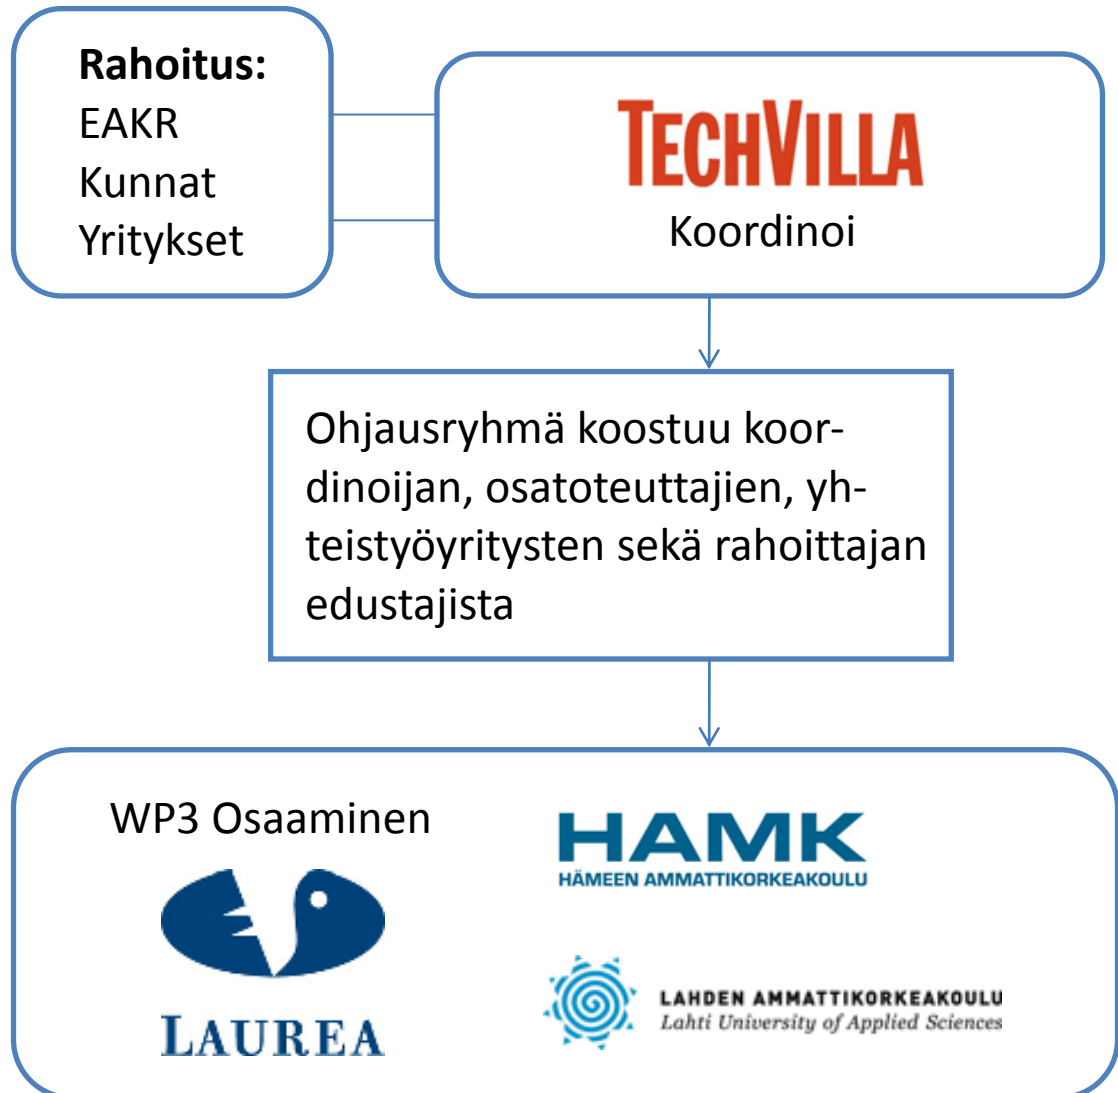 Rahoitus:
EAKR
Kunnat
Yritykset
TECHVILLA
Koordinoi
Ohjausryhmä koostuu koor-
dinoijan, osatoteuttajien, yh-
teistyöyritysten sekä rahoittajan
edustajista
WP3 Osaaminen
LAUREA
HAMK
HÄMEEN AMMATTIKORKEAKOULU
LAHDEN AMMATTIKORKEAKOULU
Lahti University of Applied Sciences